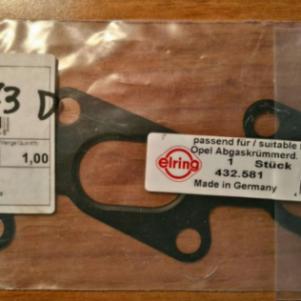 3 D
1,00
elring
passend für / suitable
Opel Abgaskrümmerd.
1 Stück
432.581
Made in Germany